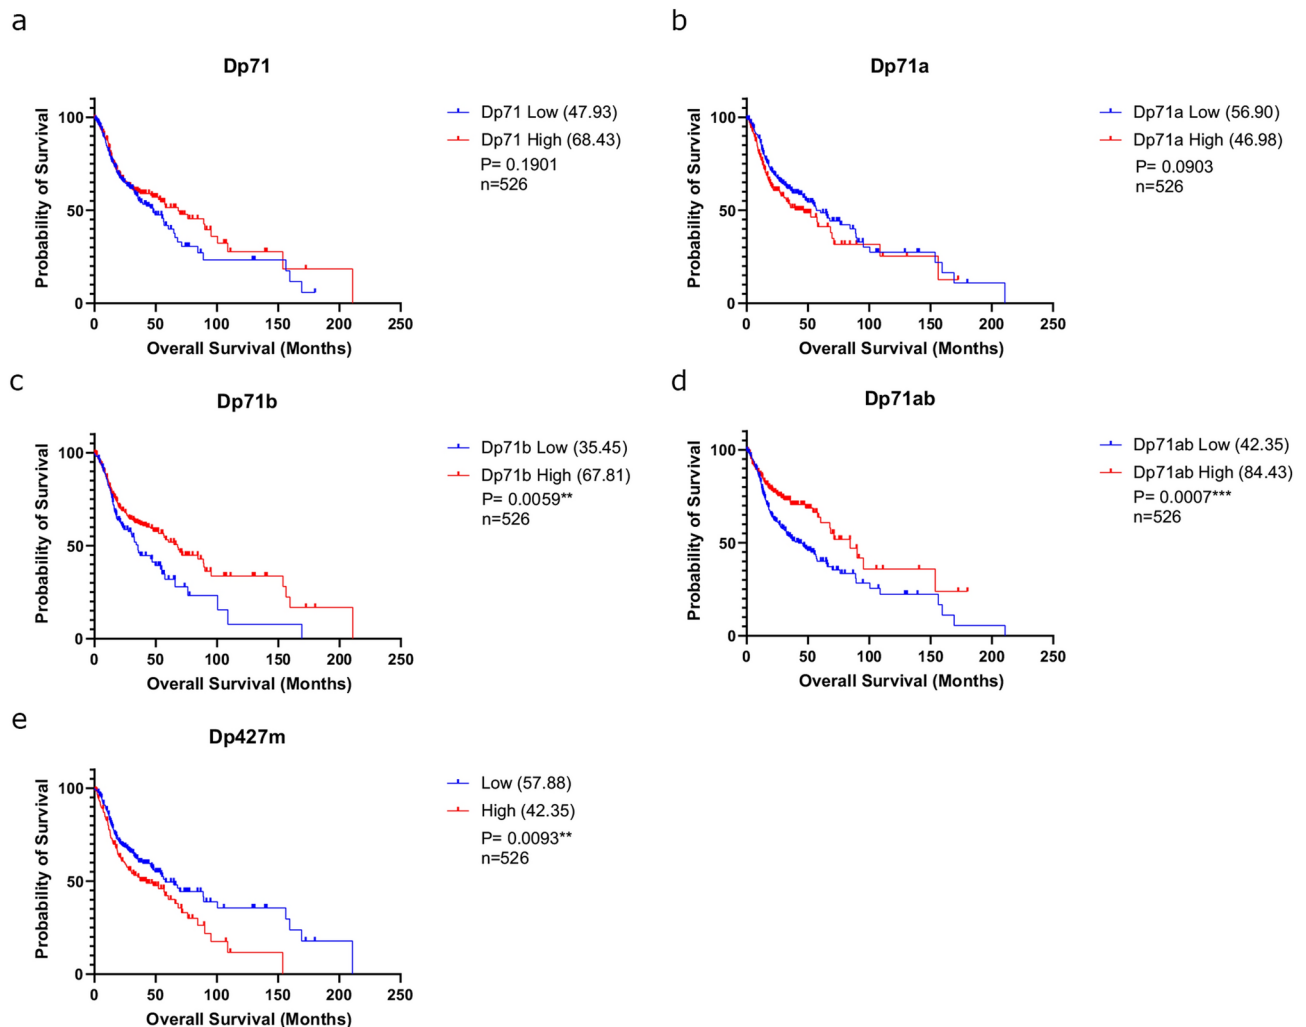 a
Dp71
Probability of Survival
100
50
0
0 50 100 150 200 250
Overall Survival (Months)
Dp71 Low (47.93)
Dp71 High (68.43)
P= 0.1901
n=526
b
Dp71a
Probability of Survival
100
50
0
0 50 100 150 200 250
Overall Survival (Months)
Dp71a Low (56.90)
Dp71a High (46.98)
P= 0.0903
n=526
c
Dp71b
Probability of Survival
100
50
0
0 50 100 150 200 250
Overall Survival (Months)
Dp71b Low (35.45)
Dp71b High (67.81)
P= 0.0059**
n=526
d
Dp71ab
Probability of Survival
100
50
0
0 50 100 150 200 250
Overall Survival (Months)
Dp71ab Low (42.35)
Dp71ab High (84.43)
P= 0.0007***
n=526
e
Dp427m
Probability of Survival
100
50
0
0 50 100 150 200 250
Overall Survival (Months)
Low (57.88)
High (42.35)
P= 0.0093**
n=526